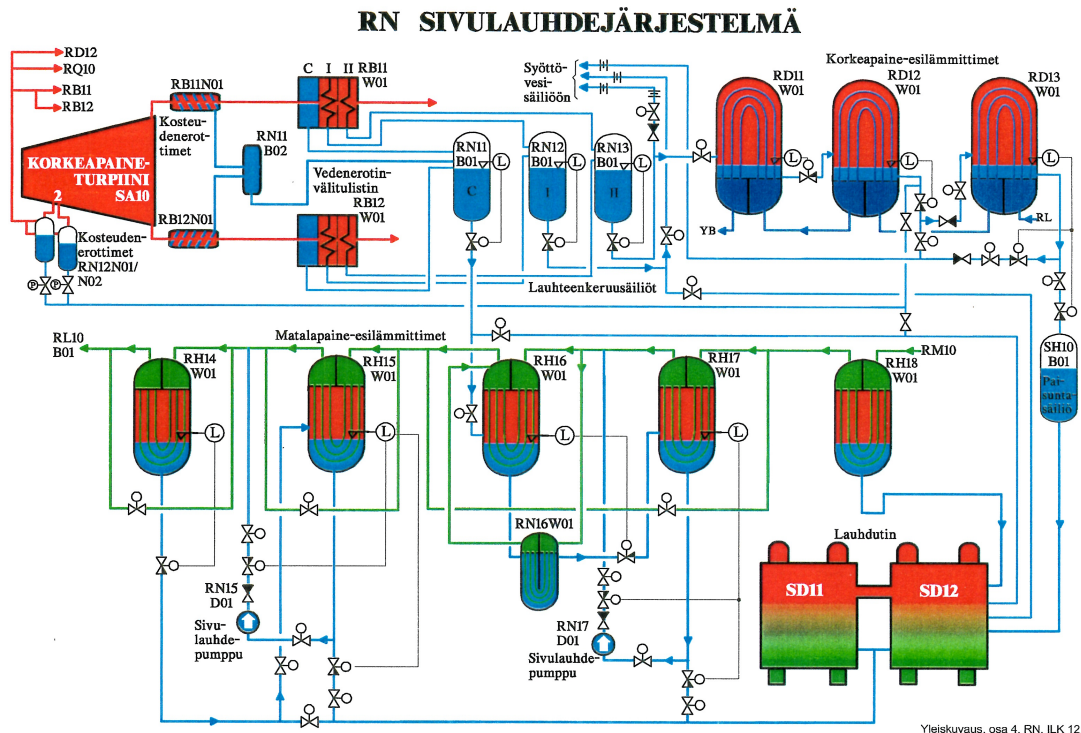 RN SIVULAUHDEJÄRJESTELMÄ
RD12
RQ10
RB11
RB12
RB11N01
Kosteu-
denerot-
timet
C I II RB11
W01
RN11
B02
KORKEAPAINE-
TURPIINI
SA10
2
Vedenerotin-
välitulistin
RB12
W01
RB12N01
Kosteuden-
erottimet
RN12N01/
N02
P
P
Syöttö-
vesi-
säiliöön
RN11
B01
C
L
RN12
B01
I
L
RN13
B01
II
L
Lauhteenkeruusäiliöt
Korkeapaine-esilämmittimet
RD11
W01
L
RD12
W01
L
RD13
W01
L
YB
RL
SH10
B01
Paisunta-
säiliö
RL10
B01
Matalapaine-esilämmittimet
RH14
W01
L
RH15
W01
L
RH16
W01
L
RH17
W01
L
RH18
W01
RM10
RN16W01
RN15
D01
Sivu-
lauhde-
pumppu
RN17
D01
Sivulauhde-
pumppu
Lauhdutin
SD11
SD12
Yleiskuvaus, osa 4, RN, ILK 12